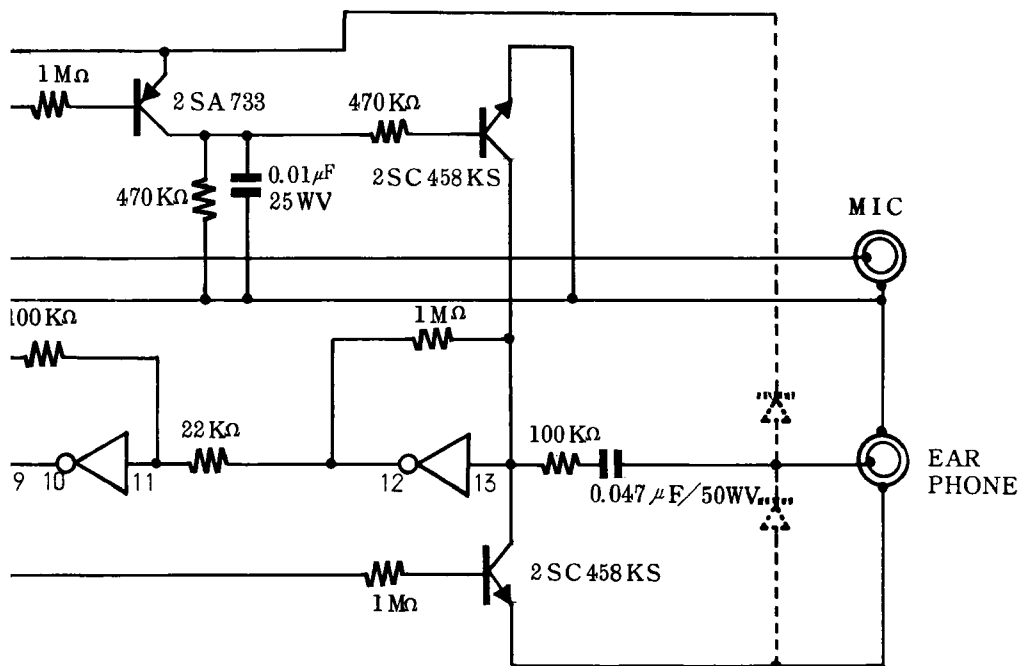 1MΩ
2SA733
470KΩ
2SC458KS
470KΩ
0.01μF
25WV
MIC
100KΩ
1MΩ
22KΩ
100KΩ
9
10
11
12
13
0.047μF/50WV
EAR
PHONE
1MΩ
2SC458KS